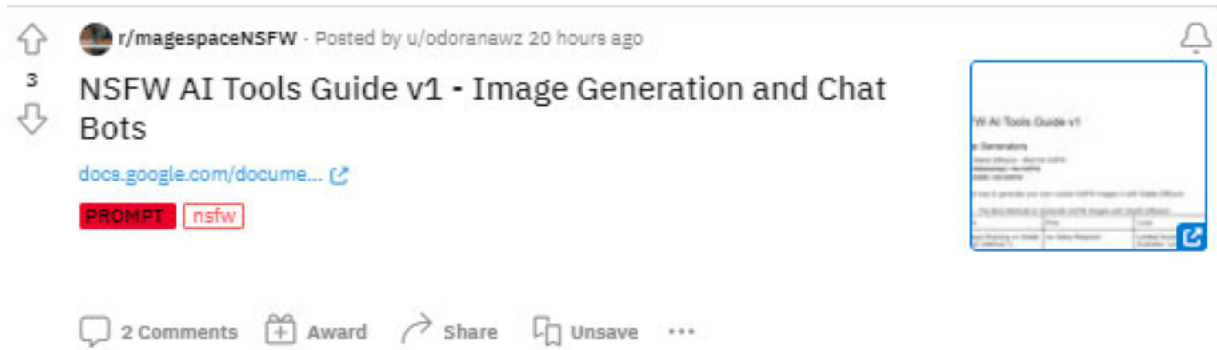 r/magespaceNSFW · Posted by u/odoranawz 20 hours ago
3
NSFW AI Tools Guide v1 - Image Generation and Chat
Bots
docs.google.com/docume...
PROMPT nsfw
W AI Tools Guide v1
2 Comments Award Share Unsave ...